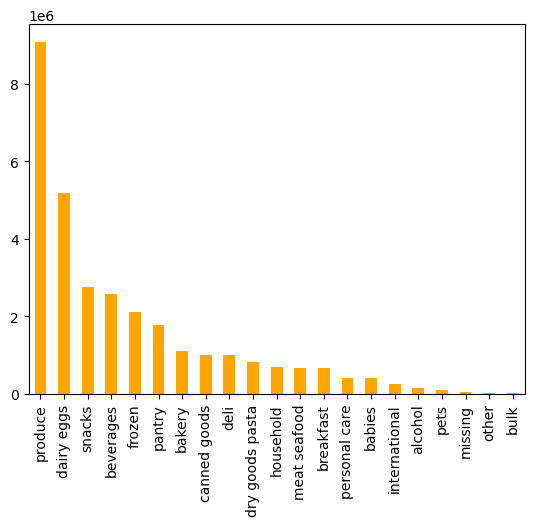 1e6
8
6
4
2
0
produce
dairy eggs
snacks
beverages
frozen
pantry
bakery
canned goods
deli
dry goods pasta
household
meat seafood
breakfast
personal care
babies
international
alcohol
pets
missing
other
bulk